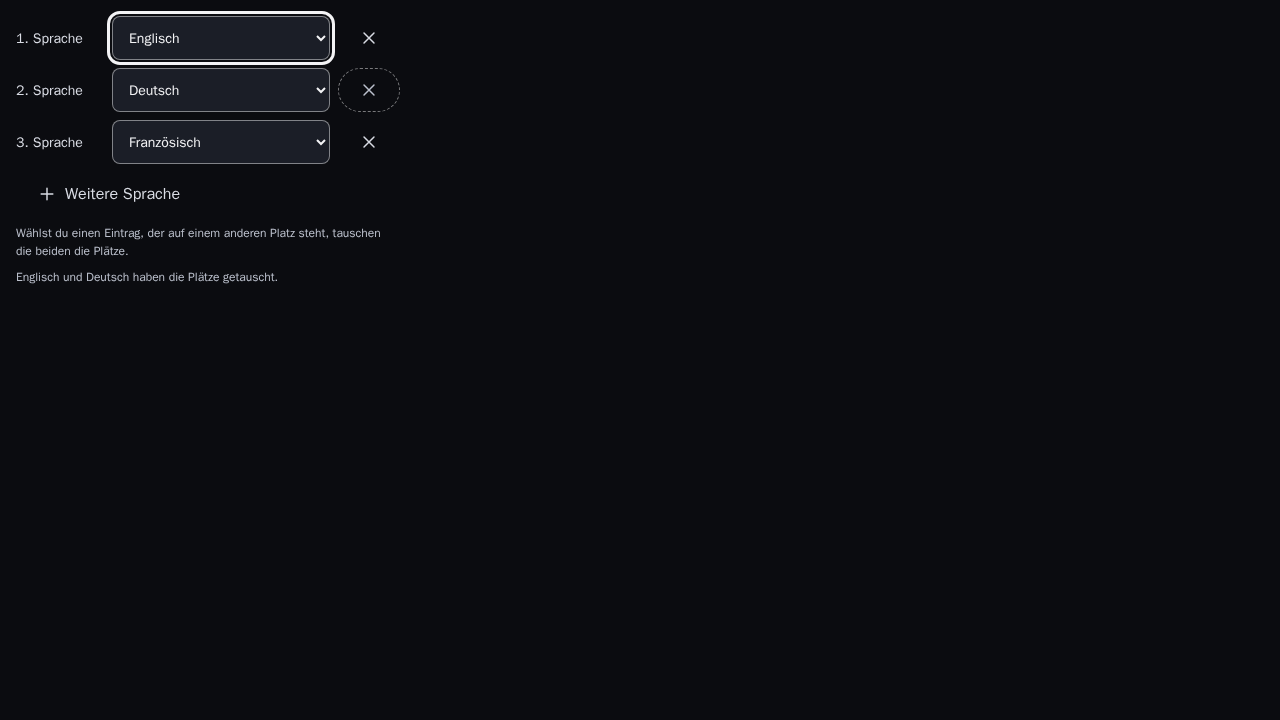 1. Sprache Englisch
2. Sprache Deutsch
3. Sprache Französisch
Weitere Sprache
Wählst du einen Eintrag, der auf einem anderen Platz steht, tauschen
die beiden die Plätze.
Englisch und Deutsch haben die Plätze getauscht.